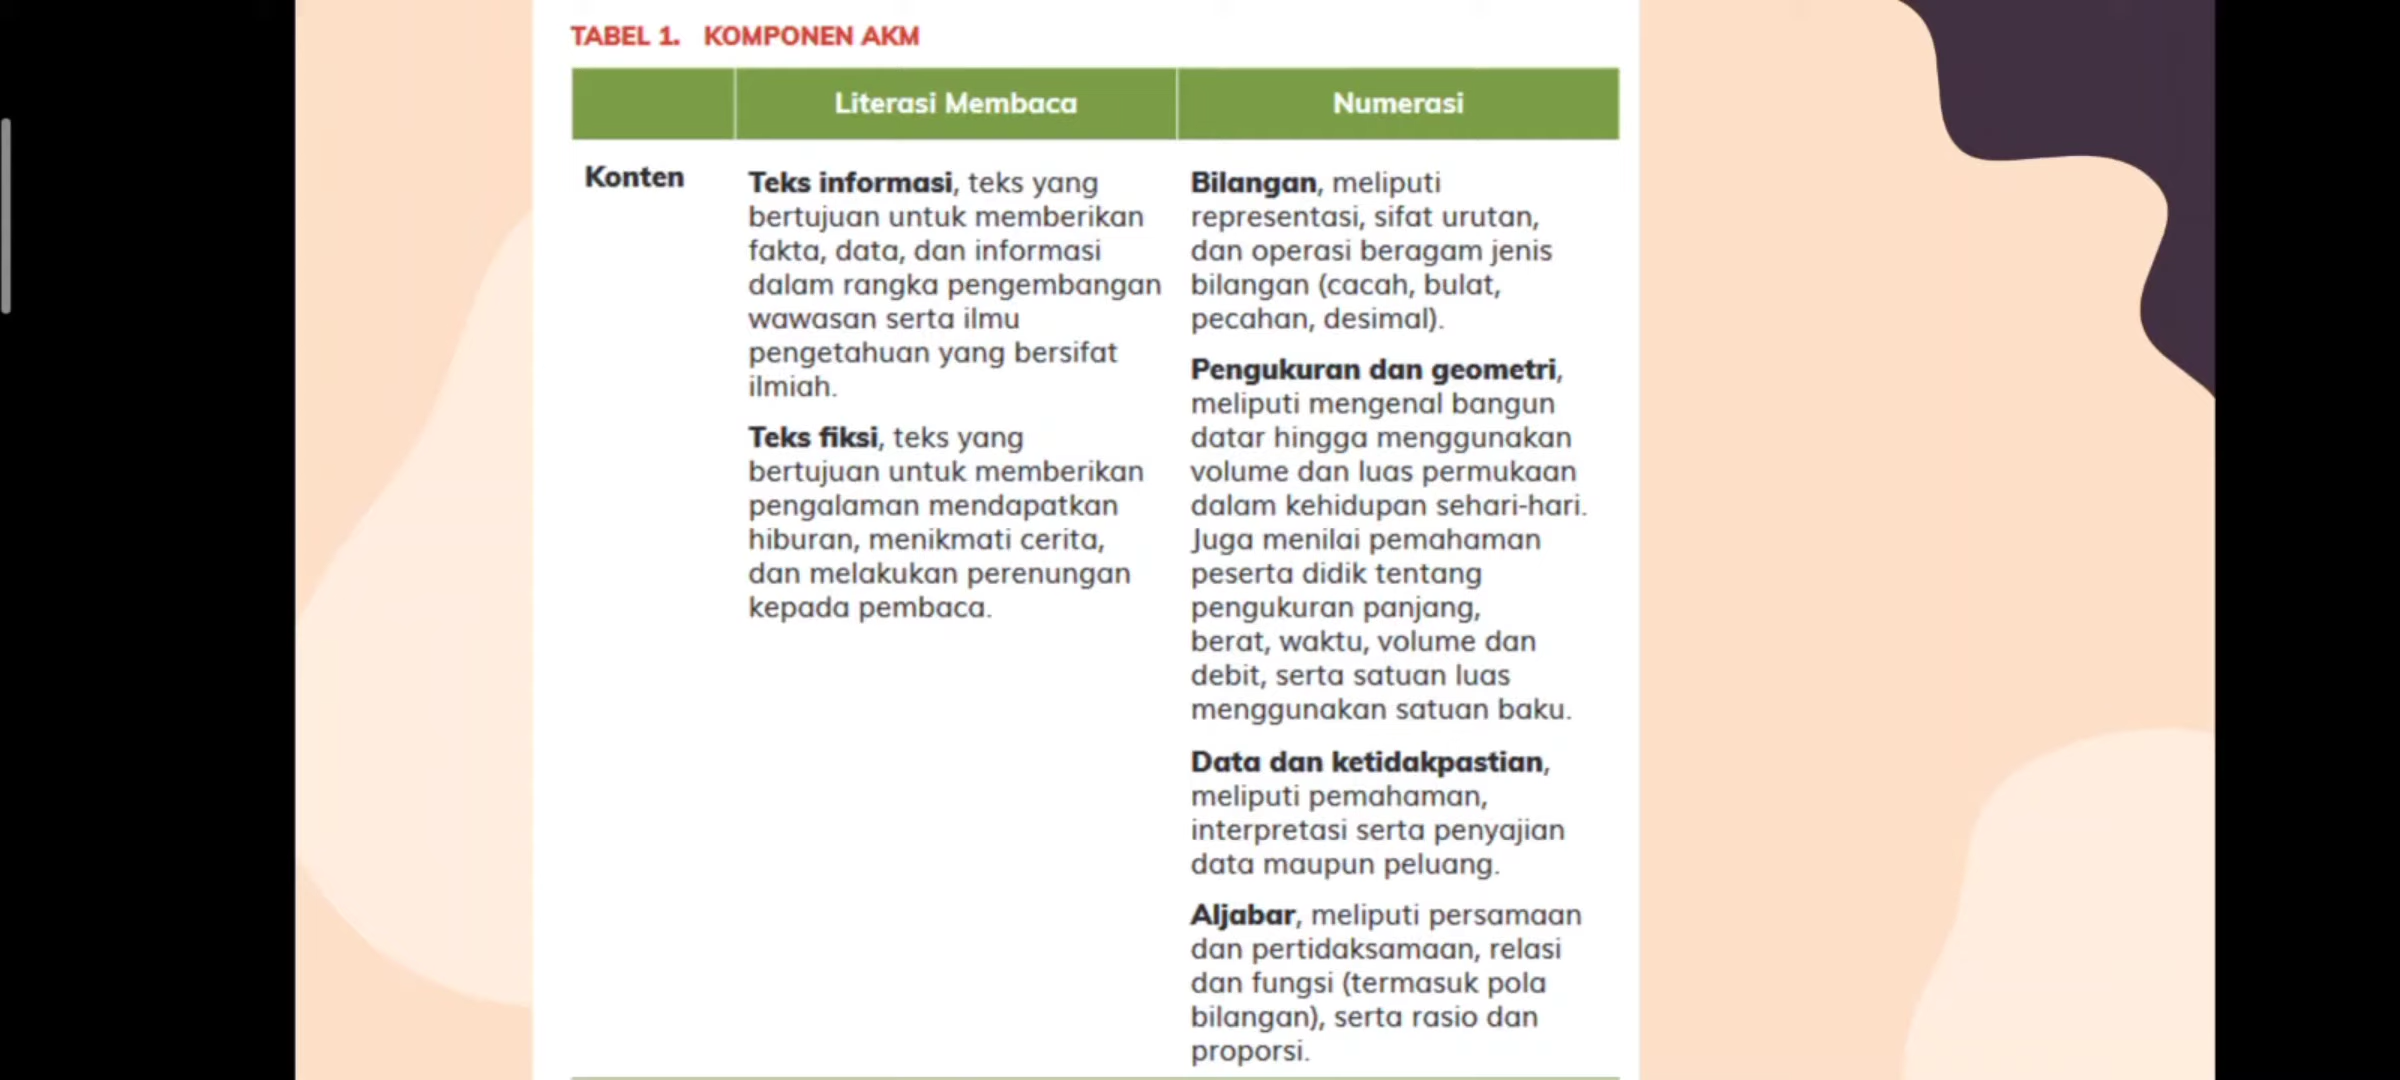 TABEL 1. KOMPONEN AKM
Literasi Membaca
Numerasi
Konten
Teks informasi, teks yang
bertujuan untuk memberikan
fakta, data, dan informasi
dalam rangka pengembangan
wawasan serta ilmu
pengetahuan yang bersifat
ilmiah.
Teks fiksi, teks yang
bertujuan untuk memberikan
pengalaman mendapatkan
hiburan, menikmati cerita,
dan melakukan perenungan
kepada pembaca.
Bilangan, meliputi
representasi, sifat urutan,
dan operasi beragam jenis
bilangan (cacah, bulat,
pecahan, desimal).
Pengukuran dan geometri,
meliputi mengenal bangun
datar hingga menggunakan
volume dan luas permukaan
dalam kehidupan sehari-hari.
Juga menilai pemahaman
peserta didik tentang
pengukuran panjang,
berat, waktu, volume dan
debit, serta satuan luas
menggunakan satuan baku.
Data dan ketidakpastian,
meliputi pemahaman,
interpretasi serta penyajian
data maupun peluang.
Aljabar, meliputi persamaan
dan pertidaksamaan, relasi
dan fungsi (termasuk pola
bilangan), serta rasio dan
proporsi.